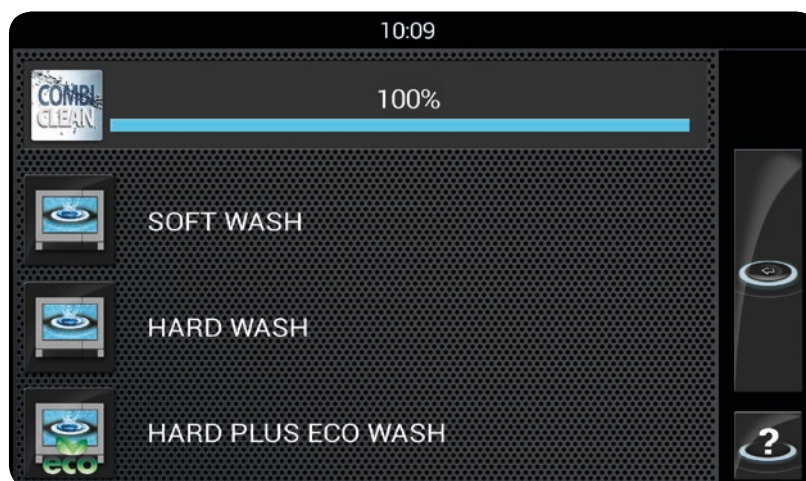 10:09
COMBI
CLEAN
100%
SOFT WASH
HARD WASH
eco
HARD PLUS ECO WASH
?